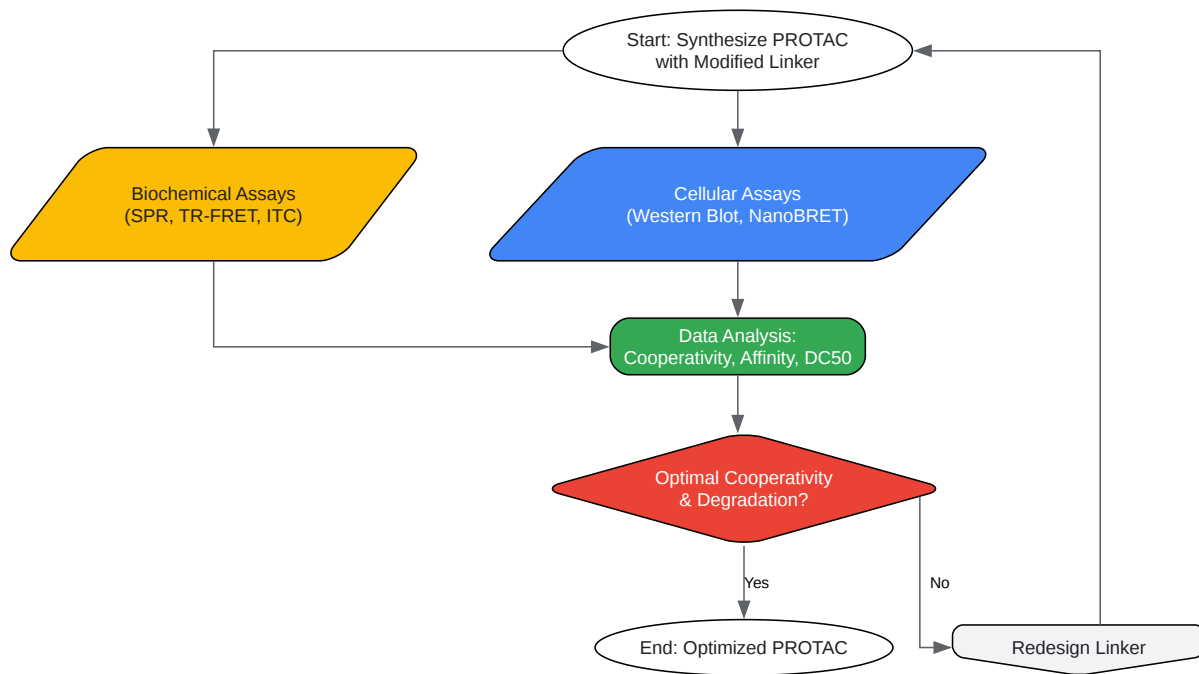 Start: Synthesize PROTAC
with Modified Linker
Biochemical Assays
(SPR, TR-FRET, ITC)
Cellular Assays
(Western Blot, NanoBRET)
Data Analysis:
Cooperativity, Affinity, DC50
Optimal Cooperativity
& Degradation?
Yes
No
End: Optimized PROTAC
Redesign Linker